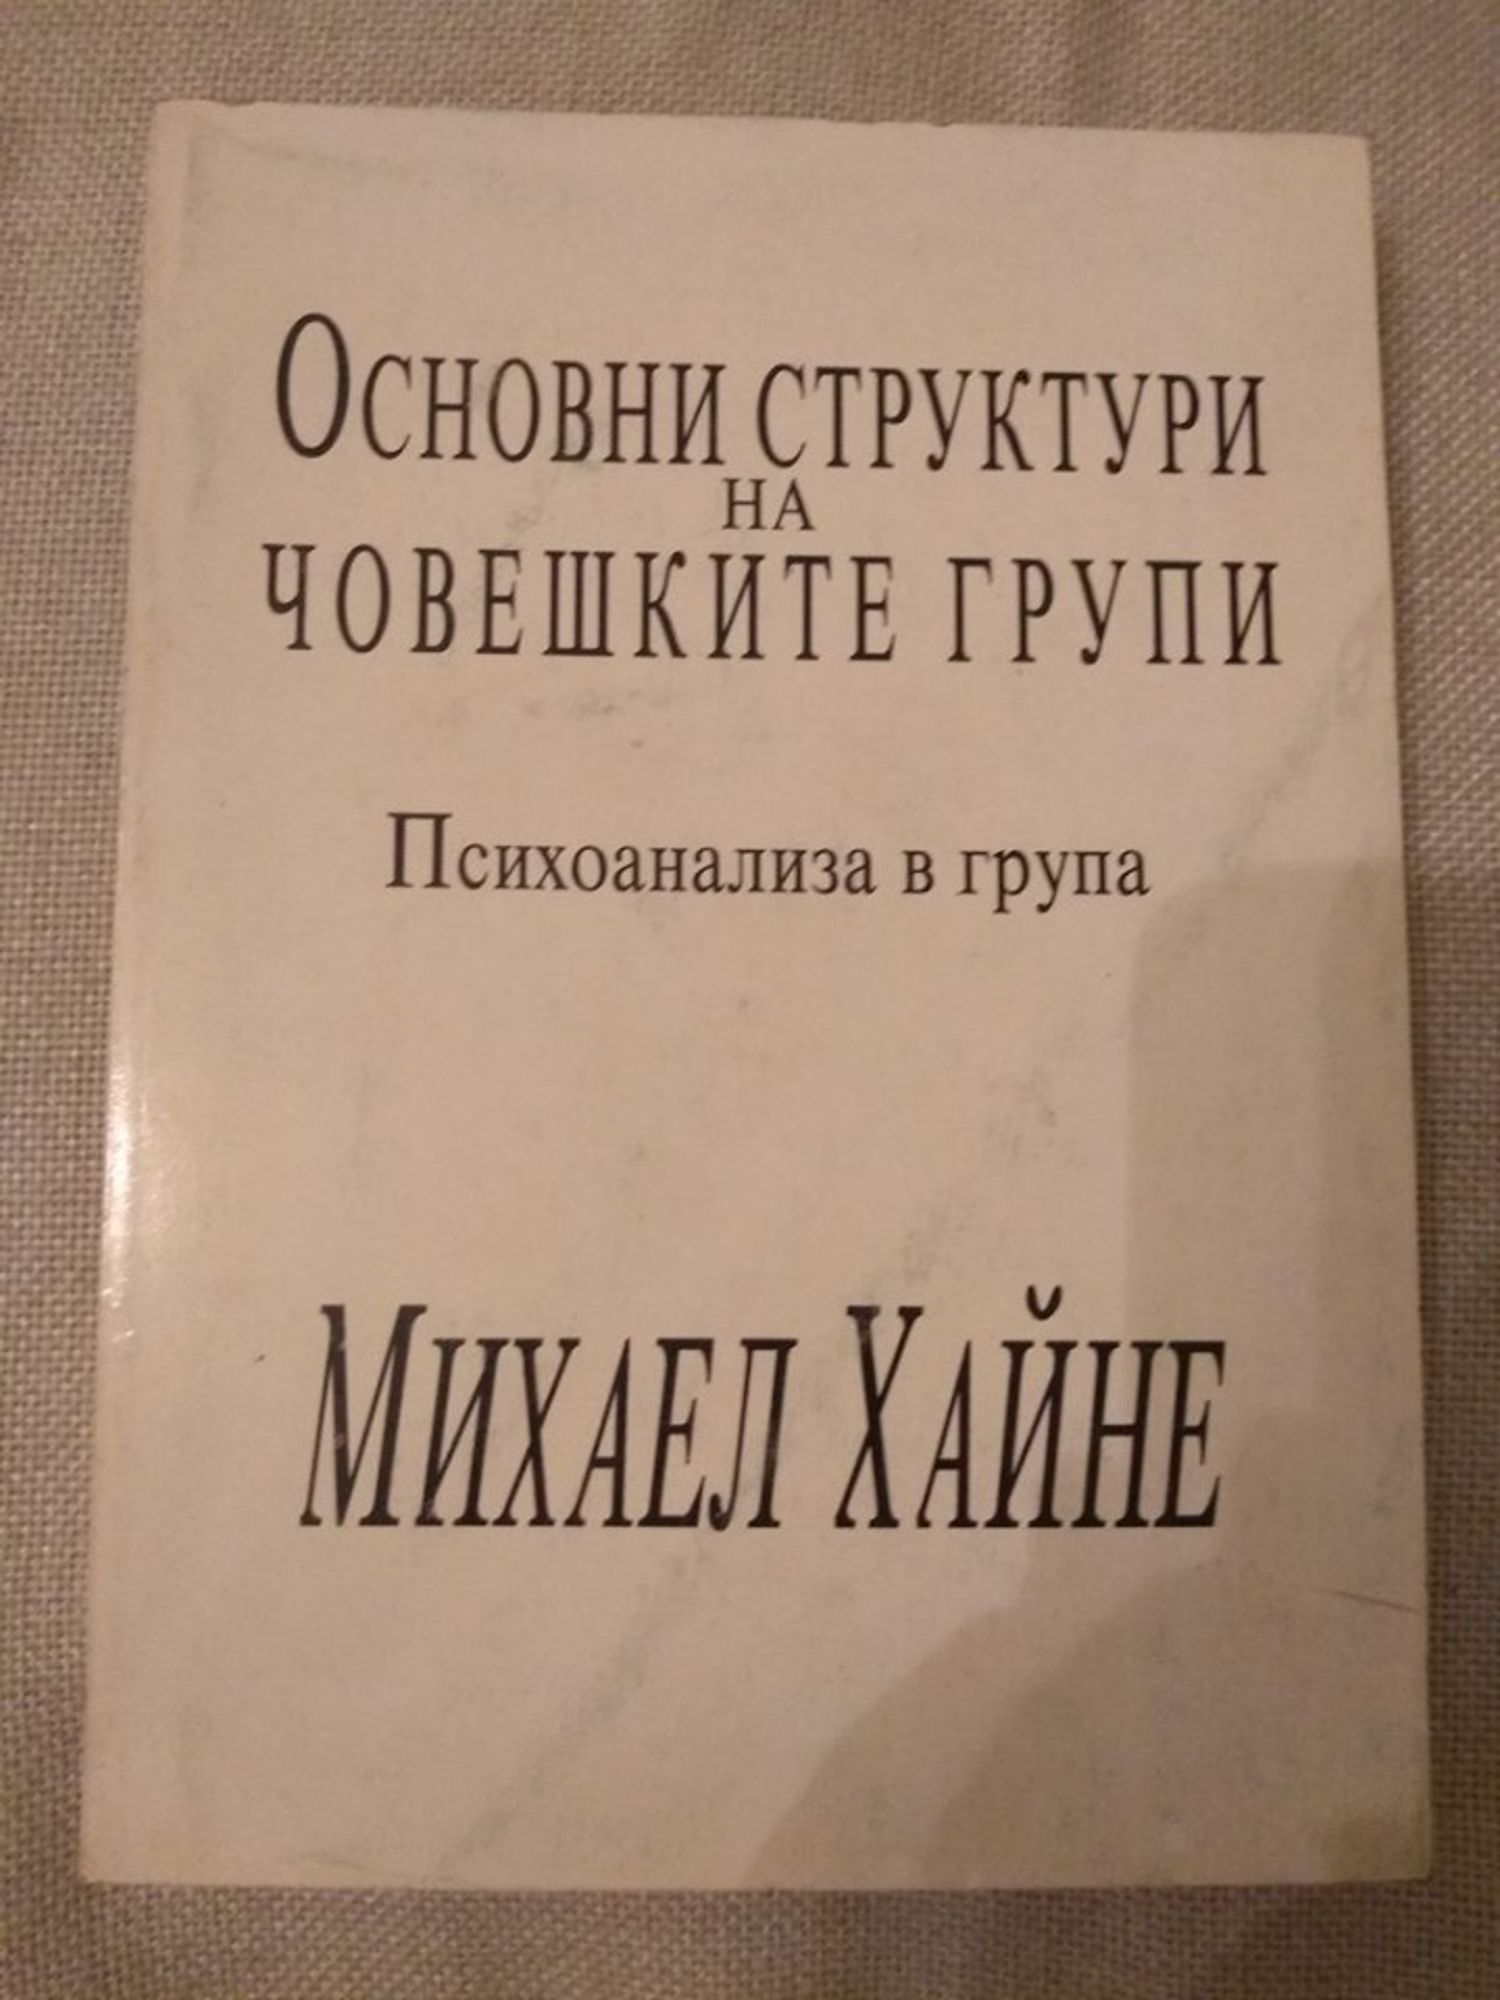 ОСНОВНИ СТРУКТУРИ
НА
ЧОВЕШКИТЕ ГРУПИ
Психоанализа в група
МИХАЕЛ ХАЙНЕ